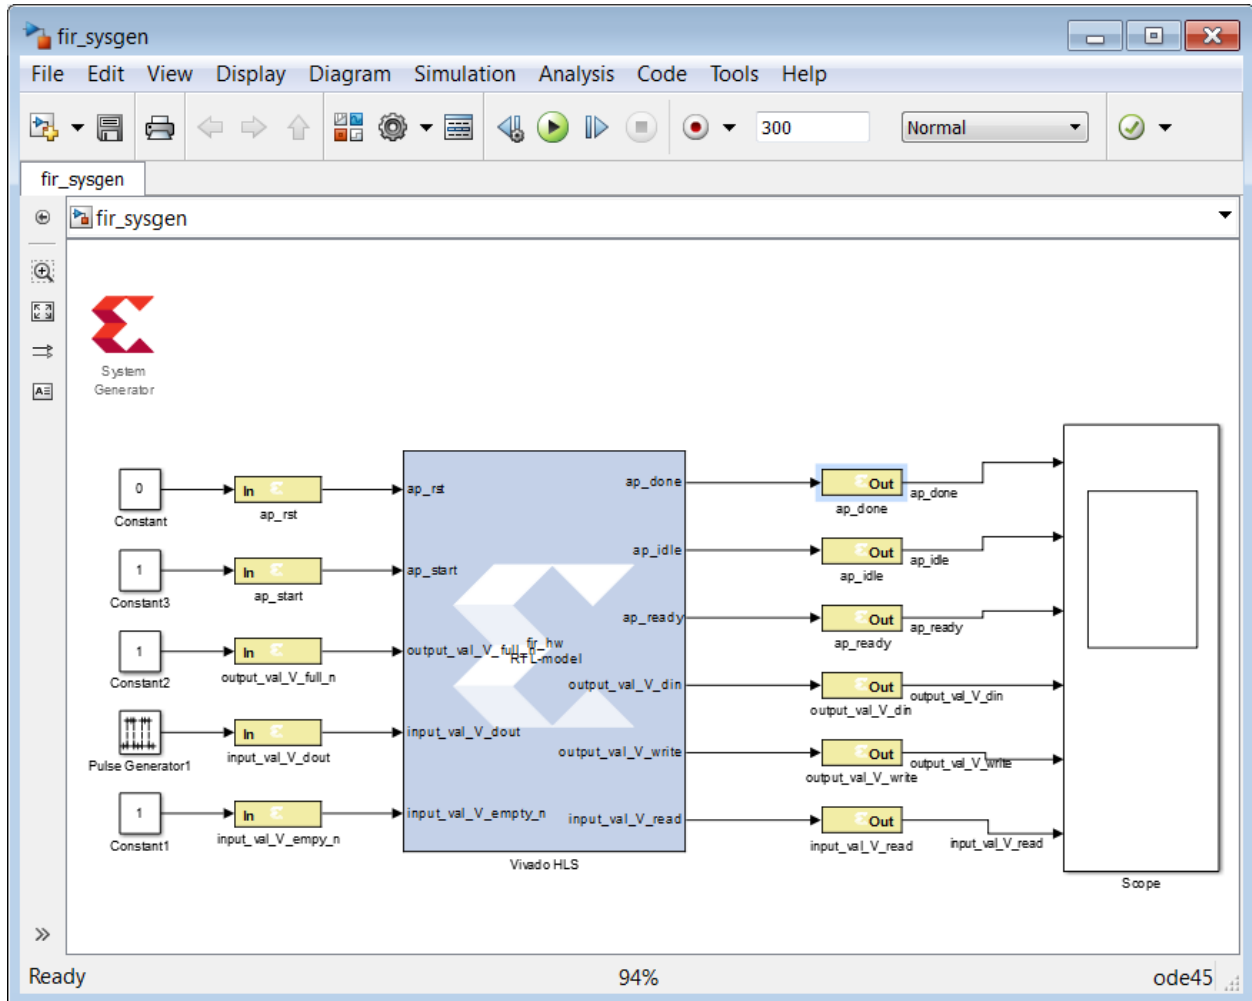 fir_sysgen
File Edit View Display Diagram Simulation Analysis Code Tools Help
300 Normal
fir_sysgen
fir_sysgen
System
Generator
0
Constant
In
ap_rst
ap_rst
1
Constant3
In
ap_start
ap_start
1
Constant2
In
output_val_V_full_n
output_val_V_full_n
Pulse Generator1
In
input_val_V_dout
input_val_V_dout
1
Constant1
In
input_val_V_empy_n
input_val_V_empty_n
fir_hw
RTL-model
Vivado HLS
ap_done
Out
ap_done
ap_done
ap_idle
Out
ap_idle
ap_idle
ap_ready
Out
ap_ready
ap_ready
output_val_V_din
Out
output_val_V_din
output_val_V_din
output_val_V_write
Out
output_val_V_write
output_val_V_write
input_val_V_read
Out
input_val_V_read
input_val_V_read
Scope
Ready 94% ode45